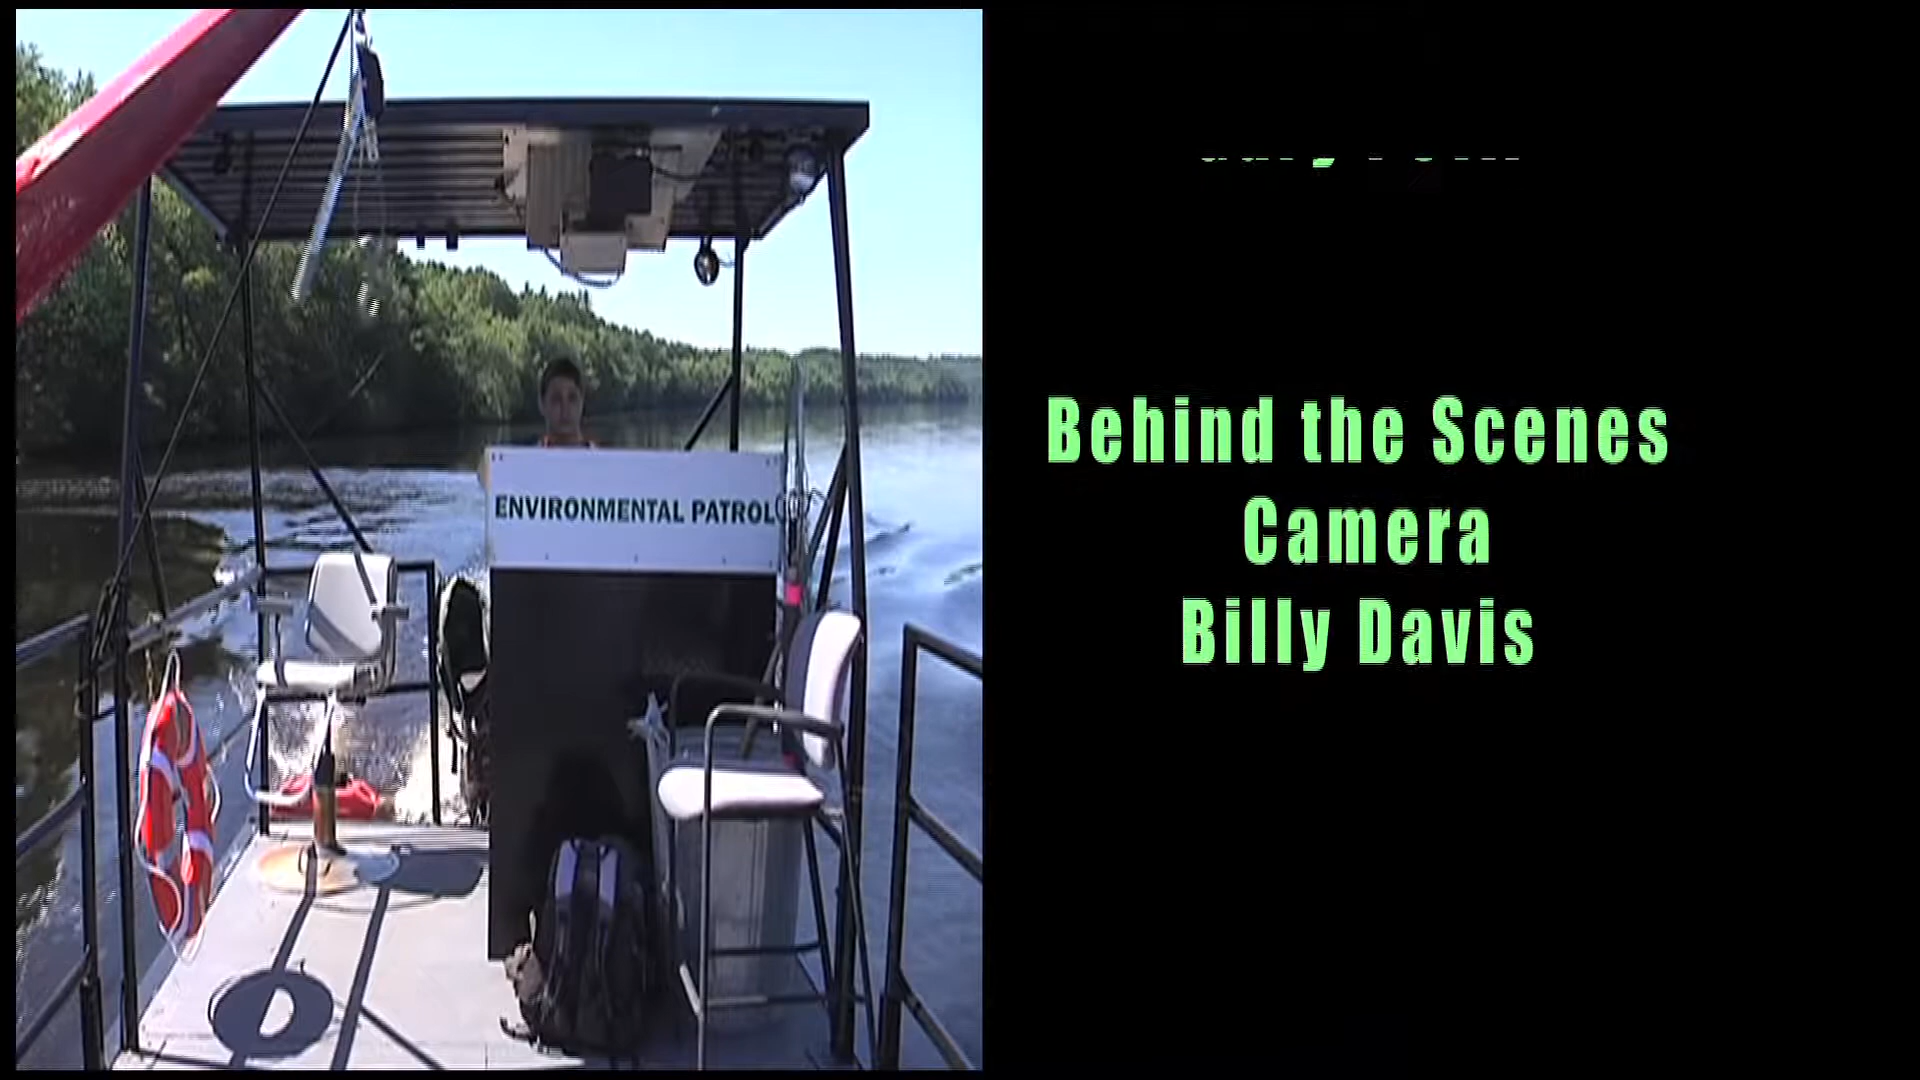 ENVIRONMENTAL PATROL
Behind the Scenes
Camera
Billy Davis